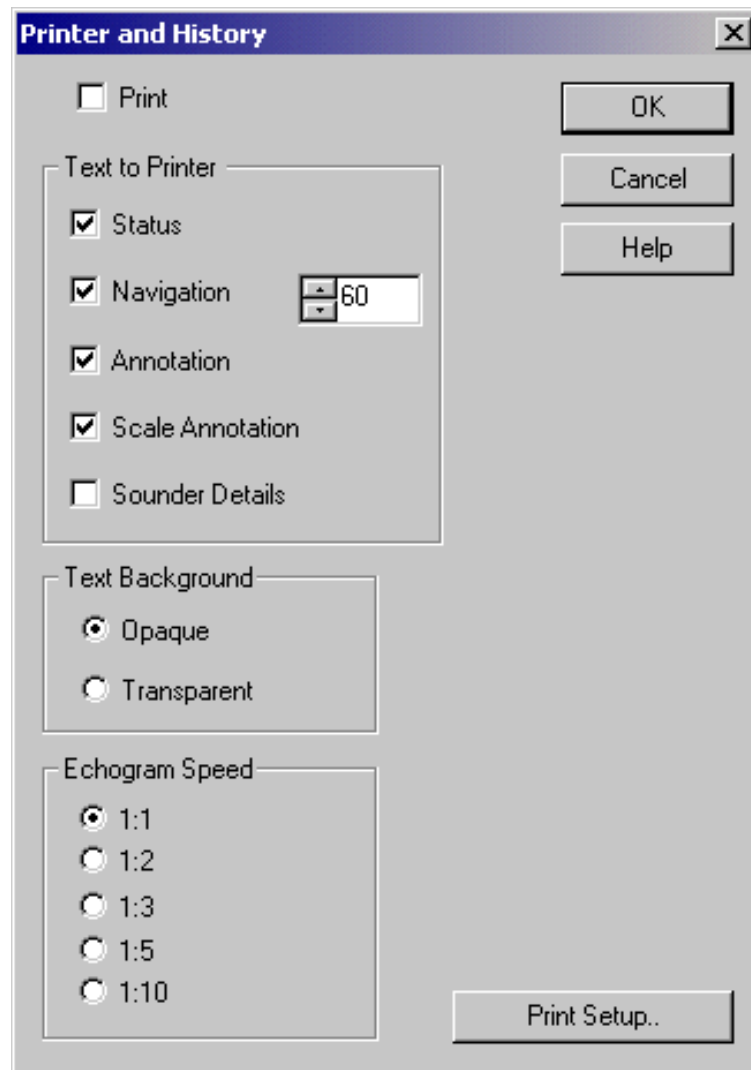 Printer and History
Print
OK
Text to Printer
Cancel
Status
Help
Navigation 60
Annotation
Scale Annotation
Sounder Details
Text Background
Opaque
Transparent
Echogram Speed
1:1
1:2
1:3
1:5
1:10
Print Setup..